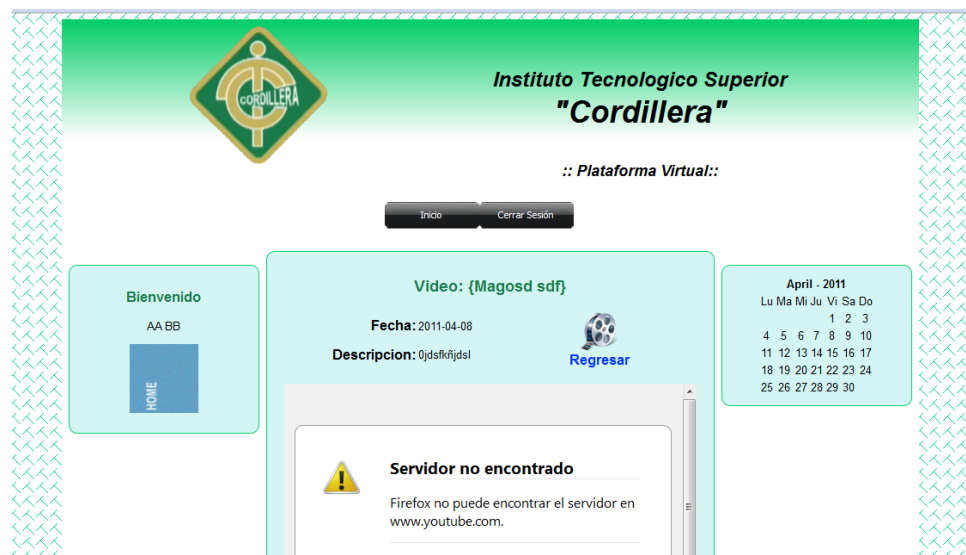 CORDILLERA
Instituto Tecnologico Superior
"Cordillera"
:: Plataforma Virtual::
Inicio
Cerrar Sesión
Bienvenido
AA BB
HOME
Video: {Magosd sdf}
Fecha: 2011-04-08
Descripcion: 0jdsfkñjdsl
Regresar
Servidor no encontrado
Firefox no puede encontrar el servidor en
www.youtube.com.
April - 2011
Lu Ma Mi Ju Vi Sa Do
1 2 3
4 5 6 7 8 9 10
11 12 13 14 15 16 17
18 19 20 21 22 23 24
25 26 27 28 29 30